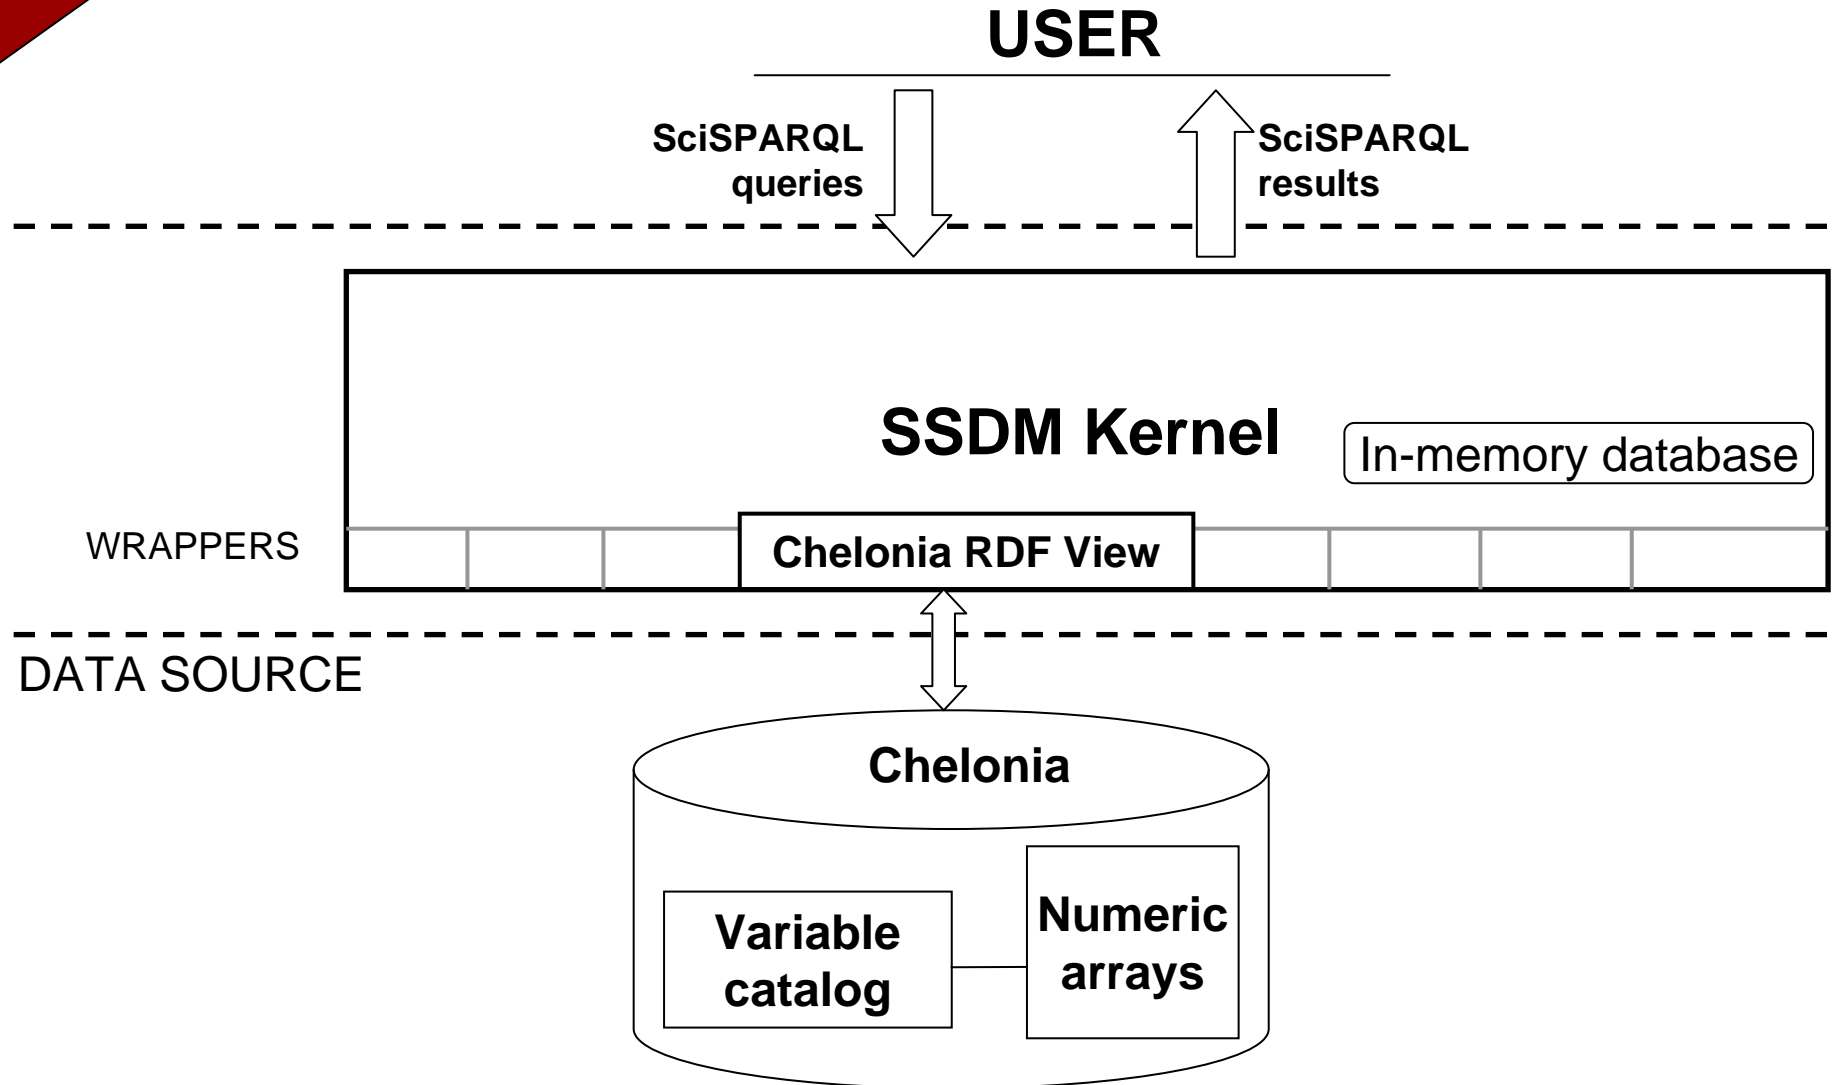 USER
SciSPARQL
queries
SciSPARQL
results
SSDM Kernel
In-memory database
WRAPPERS
Chelonia RDF View
DATA SOURCE
Chelonia
Variable
catalog
Numeric
arrays